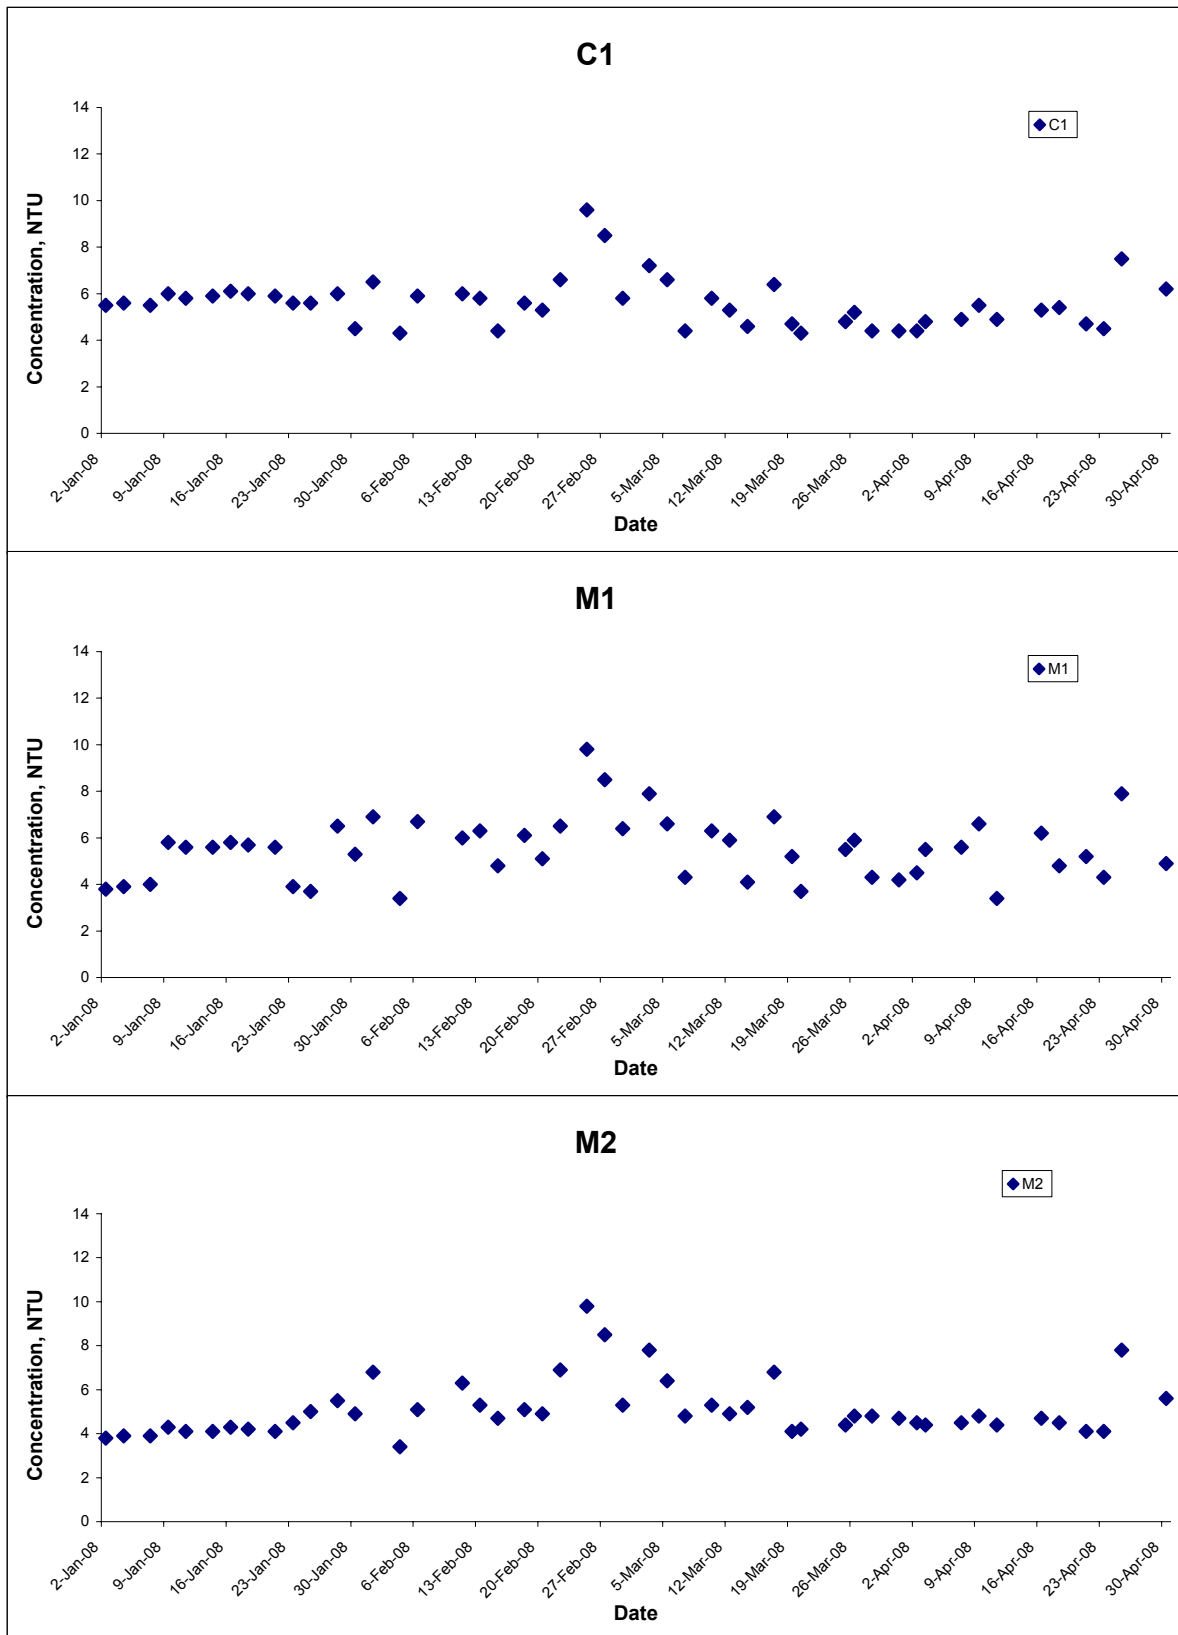 C1
C1
Concentration, NTU
14
12
10
8
6
4
2
0
2-Jan-08
9-Jan-08
16-Jan-08
23-Jan-08
30-Jan-08
6-Feb-08
13-Feb-08
20-Feb-08
27-Feb-08
5-Mar-08
12-Mar-08
19-Mar-08
26-Mar-08
2-Apr-08
9-Apr-08
16-Apr-08
23-Apr-08
30-Apr-08
Date
M1
M1
Concentration, NTU
14
12
10
8
6
4
2
0
2-Jan-08
9-Jan-08
16-Jan-08
23-Jan-08
30-Jan-08
6-Feb-08
13-Feb-08
20-Feb-08
27-Feb-08
5-Mar-08
12-Mar-08
19-Mar-08
26-Mar-08
2-Apr-08
9-Apr-08
16-Apr-08
23-Apr-08
30-Apr-08
Date
M2
M2
Concentration, NTU
14
12
10
8
6
4
2
0
2-Jan-08
9-Jan-08
16-Jan-08
23-Jan-08
30-Jan-08
6-Feb-08
13-Feb-08
20-Feb-08
27-Feb-08
5-Mar-08
12-Mar-08
19-Mar-08
26-Mar-08
2-Apr-08
9-Apr-08
16-Apr-08
23-Apr-08
30-Apr-08
Date